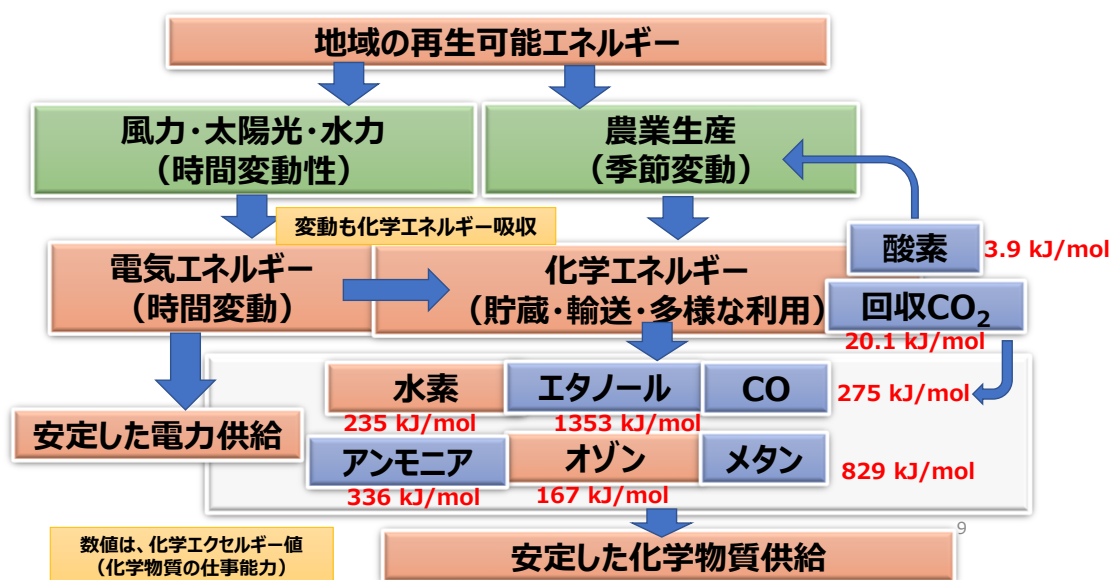 地域の再生可能エネルギー
風力・太陽光・水力
（時間変動性）
農業生産
（季節変動）
変動も化学エネルギー吸収
酸素
3.9 kJ/mol
電気エネルギー
（時間変動）
化学エネルギー
（貯蔵・輸送・多様な利用）
回収CO₂
20.1 kJ/mol
水素
エタノール
CO
275 kJ/mol
235 kJ/mol
1353 kJ/mol
安定した電力供給
アンモニア
オゾン
メタン
829 kJ/mol
336 kJ/mol
167 kJ/mol
数値は、化学エクセルギー値
（化学物質の仕事能力）
安定した化学物質供給
9